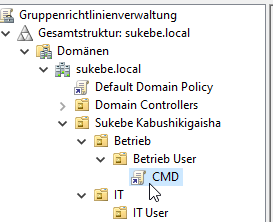 Gruppenrichtlinienverwaltung
Gesamtstruktur: sukebe.local
Domänen
sukebe.local
Default Domain Policy
Domain Controllers
Sukebe Kabushikigaisha
Betrieb
Betrieb User
CMD
IT
IT User